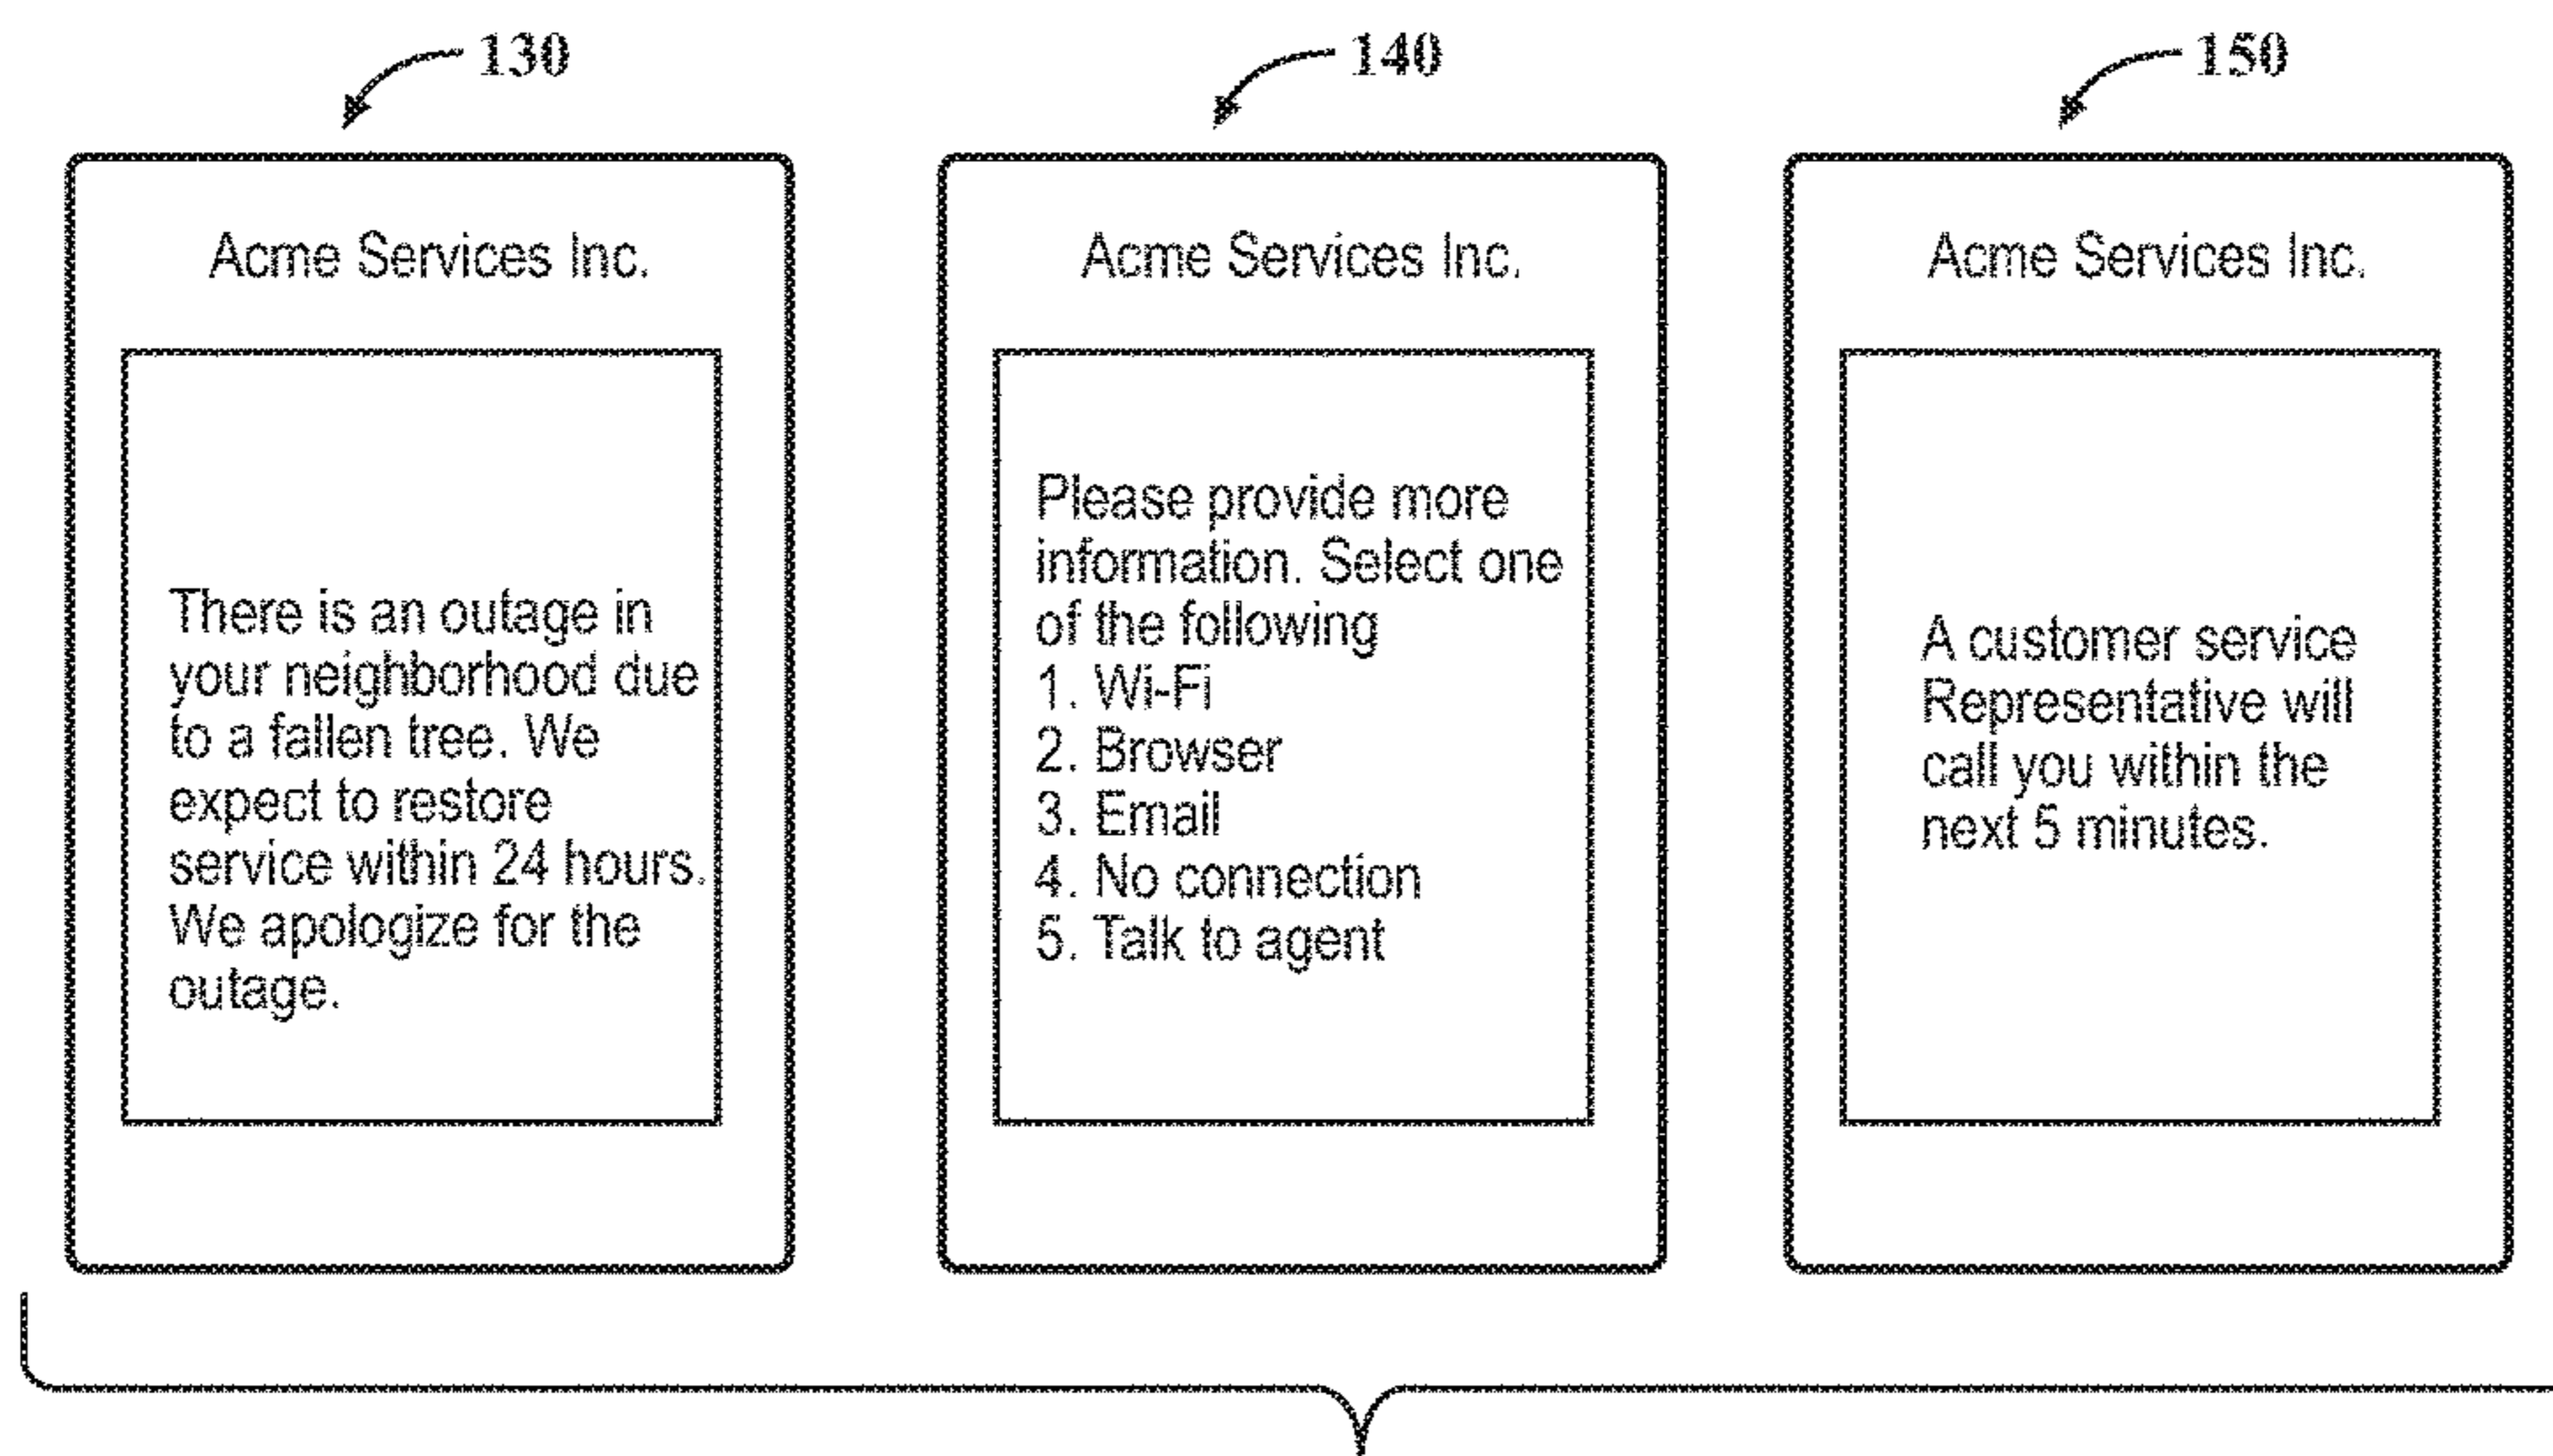 130
Acme Services Inc.
There is an outage in
your neighborhood due
to a fallen tree. We
expect to restore
service within 24 hours.
We apologize for the
outage.
140
Acme Services Inc.
Please provide more
information. Select one
of the following
1. Wi-Fi
2. Browser
3. Email
4. No connection
5. Talk to agent
150
Acme Services Inc.
A customer service
Representative will
call you within the
next 5 minutes.